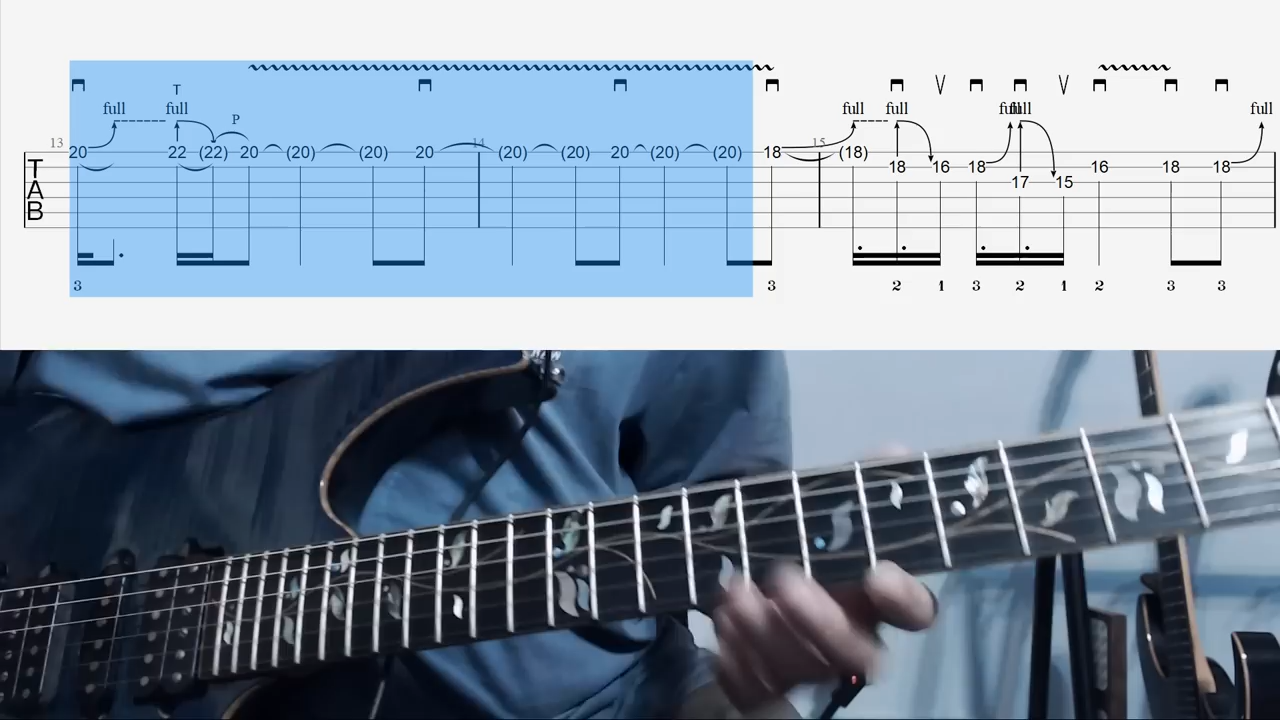 T
full full P full full full full full
13 14 15
20 22 (22) 20 (20) (20) 20 (20) (20) 20 (20) (20) 18 (18)
18 16 18 16 18 18
17 15
T
A
B
3 3 2 1 3 2 1 2 3 3